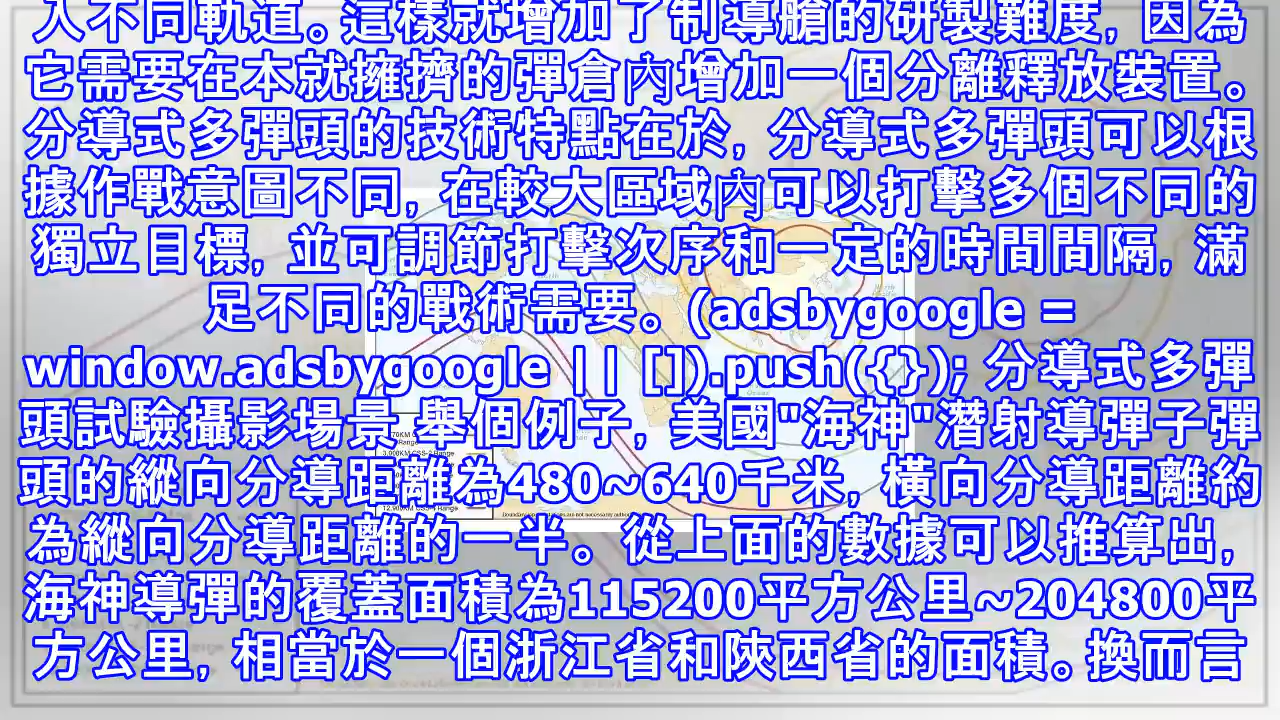 入不同軌道。這樣就增加了制導艙的研製難度, 因為
它需要在本就擁擠的彈倉內增加一個分離釋放裝置。
分導式多彈頭的技術特點在於, 分導式多彈頭可以根
據作戰意圖不同, 在較大區域內可以打擊多個不同的
獨立目標, 並可調節打擊次序和一定的時間間隔, 滿
足不同的戰術需要。(adsbygoogle =
window.adsbygoogle || []).push({}); 分導式多彈
頭試驗攝影場景 舉個例子, 美國"海神"潛射導彈子彈
頭的縱向分導距離為480~640千米, 橫向分導距離約
為縱向分導距離的一半。從上面的數據可以推算出,
海神導彈的覆蓋面積為115200平方公里~204800平
方公里, 相當於一個浙江省和陝西省的面積。換而言